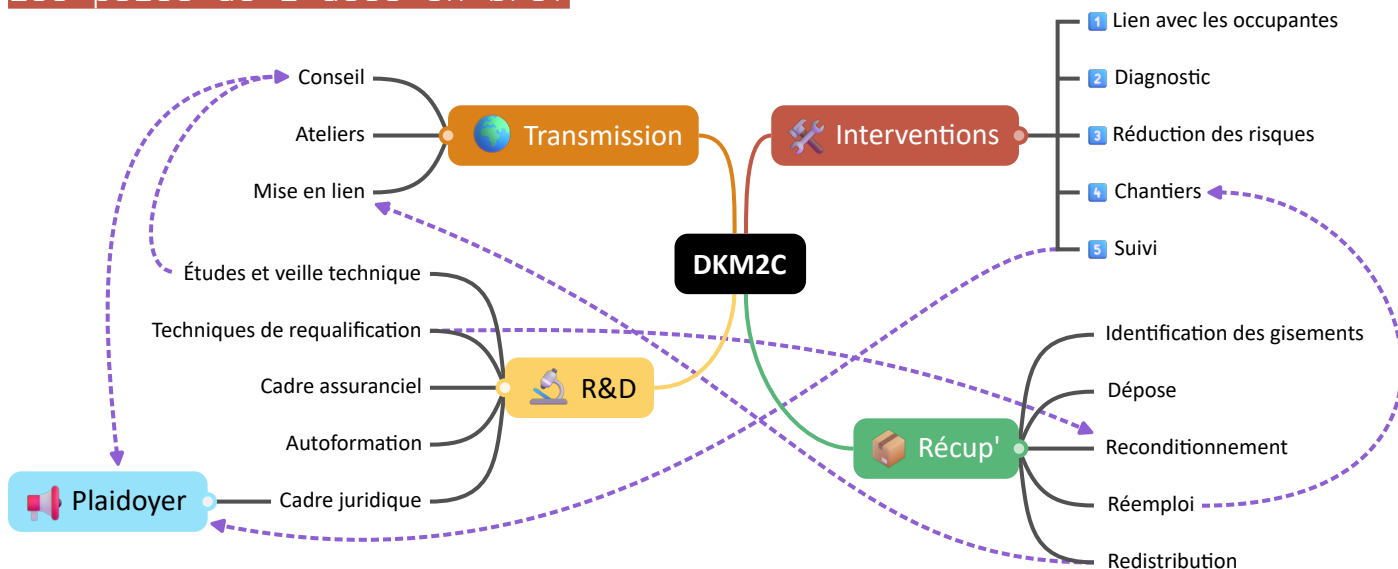 Conseil
Ateliers
Mise en lien
Transmission
Interventions
1 Lien avec les occupantes
2 Diagnostic
3 Réduction des risques
4 Chantiers
5 Suivi
DKM2C
Études et veille technique
Techniques de requalification
Cadre assuranciel
Autoformation
Cadre juridique
R&D
Plaidoyer
Récup'
Identification des gisements
Dépose
Reconditionnement
Réemploi
Redistribution